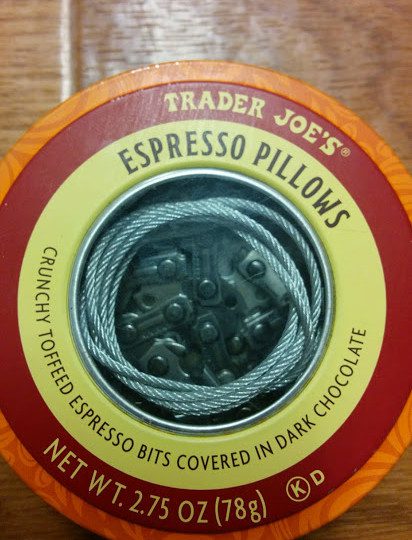 TRADER JOE'S®
ESPRESSO PILLOWS
CRUNCHY TOFFEED ESPRESSO BITS COVERED IN DARK CHOCOLATE
NET WT. 2.75 OZ (78g) K D